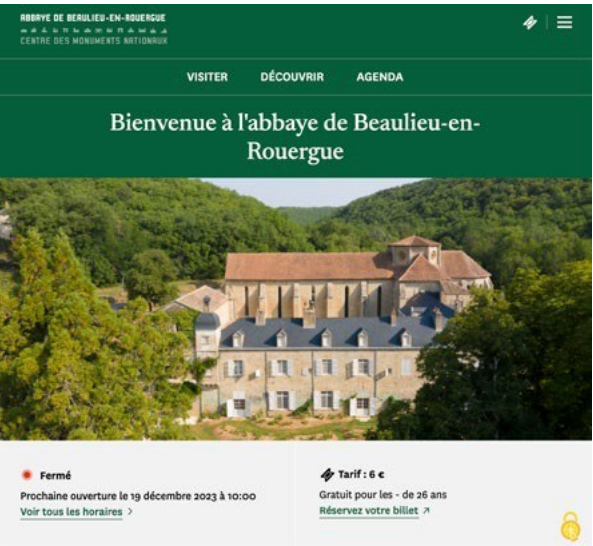 ABBAYE DE BEAULIEU-EN-ROUERGUE
CENTRE DES MONUMENTS NATIONAUX
VISITER DÉCOUVRIR AGENDA
Bienvenue à l'abbaye de Beaulieu-en-
Rouergue
Fermé
Prochaine ouverture le 19 décembre 2023 à 10:00
Voir tous les horaires >
Tarif : 6 €
Gratuit pour les - de 26 ans
Réservez votre billet ↗